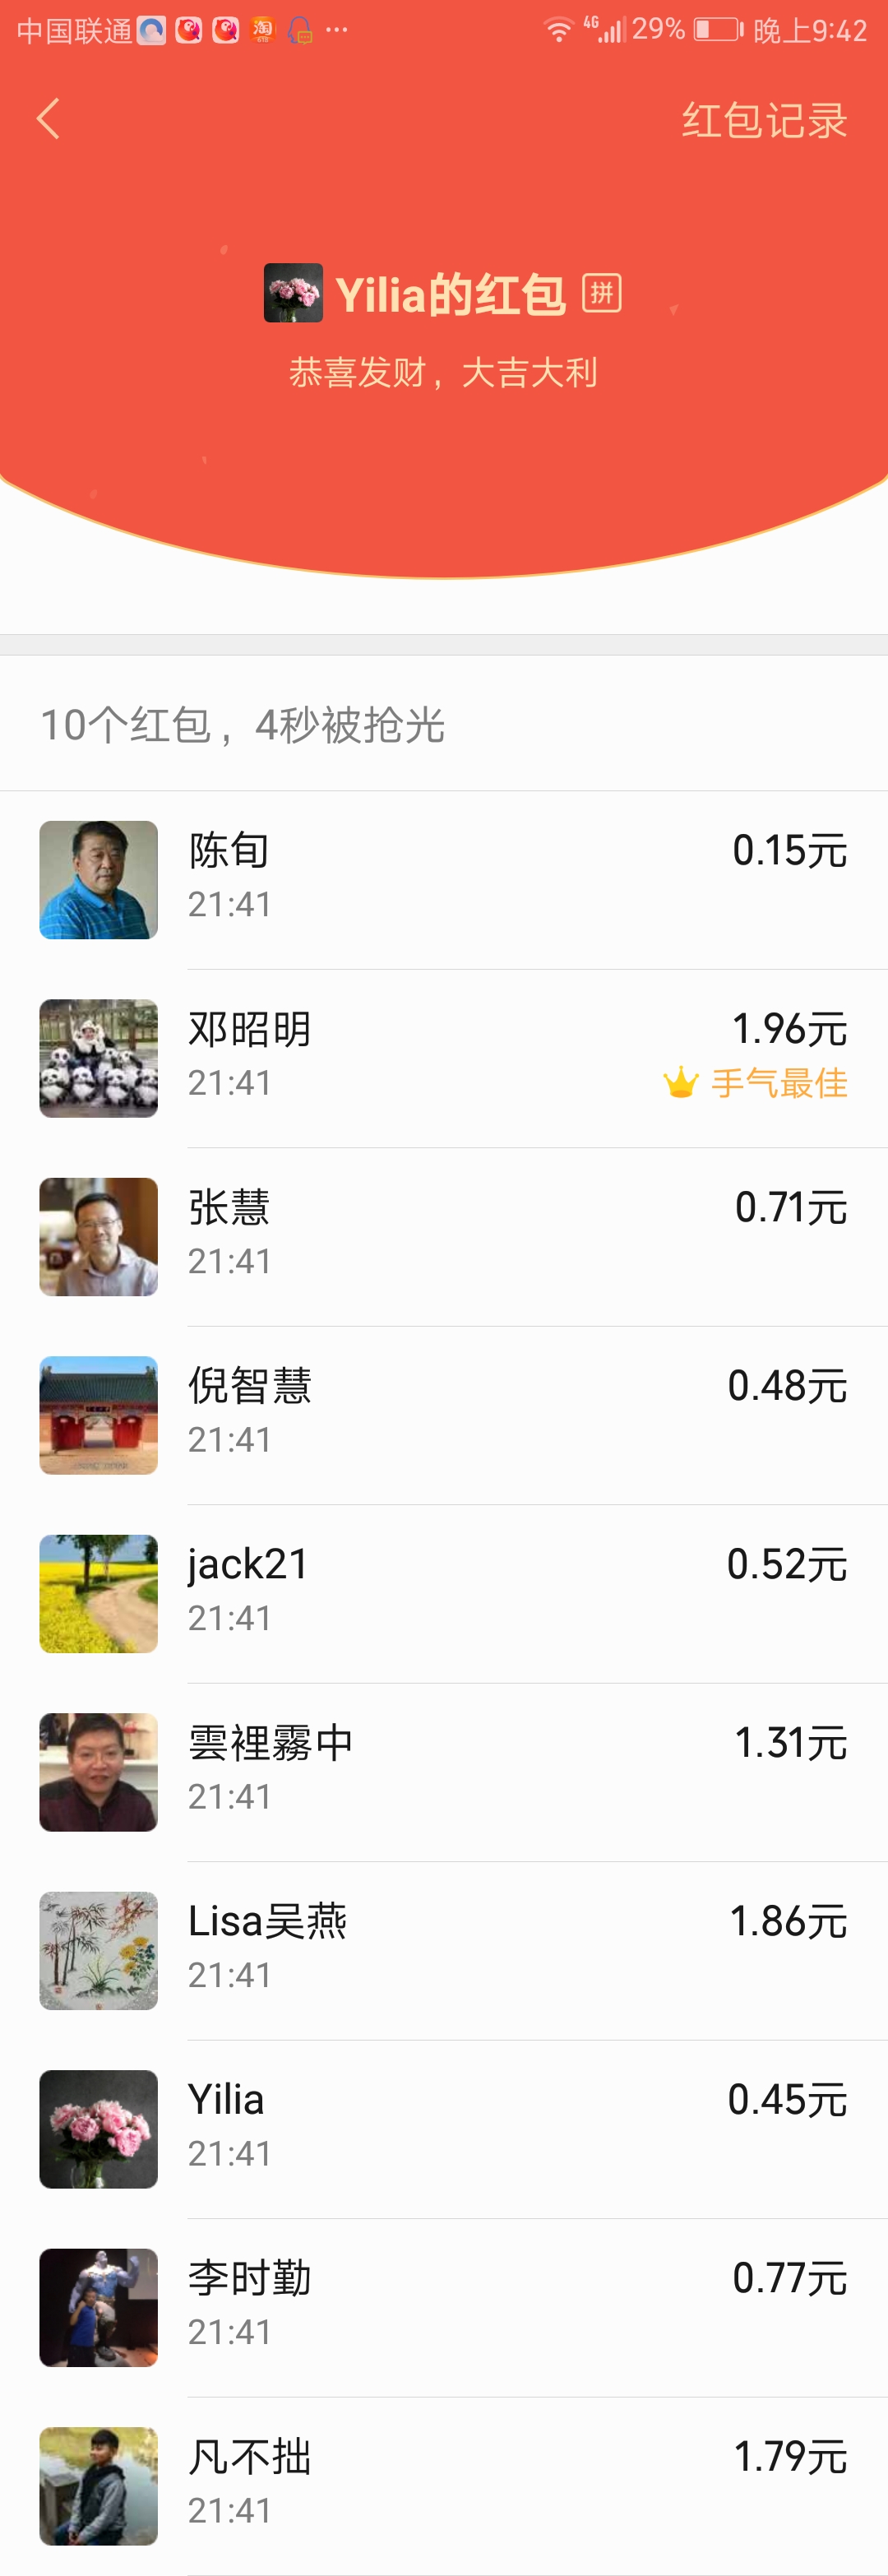 中国联通 淘 ... 4G 29% 晚上9:42
红包记录
Yilia的红包 拼
恭喜发财，大吉大利
10个红包，4秒被抢光
陈旬 0.15元
21:41
邓昭明 1.96元
21:41 手气最佳
张慧 0.71元
21:41
倪智慧 0.48元
21:41
jack21 0.52元
21:41
雲裡霧中 1.31元
21:41
Lisa吴燕 1.86元
21:41
Yilia 0.45元
21:41
李时勤 0.77元
21:41
凡不拙 1.79元
21:41